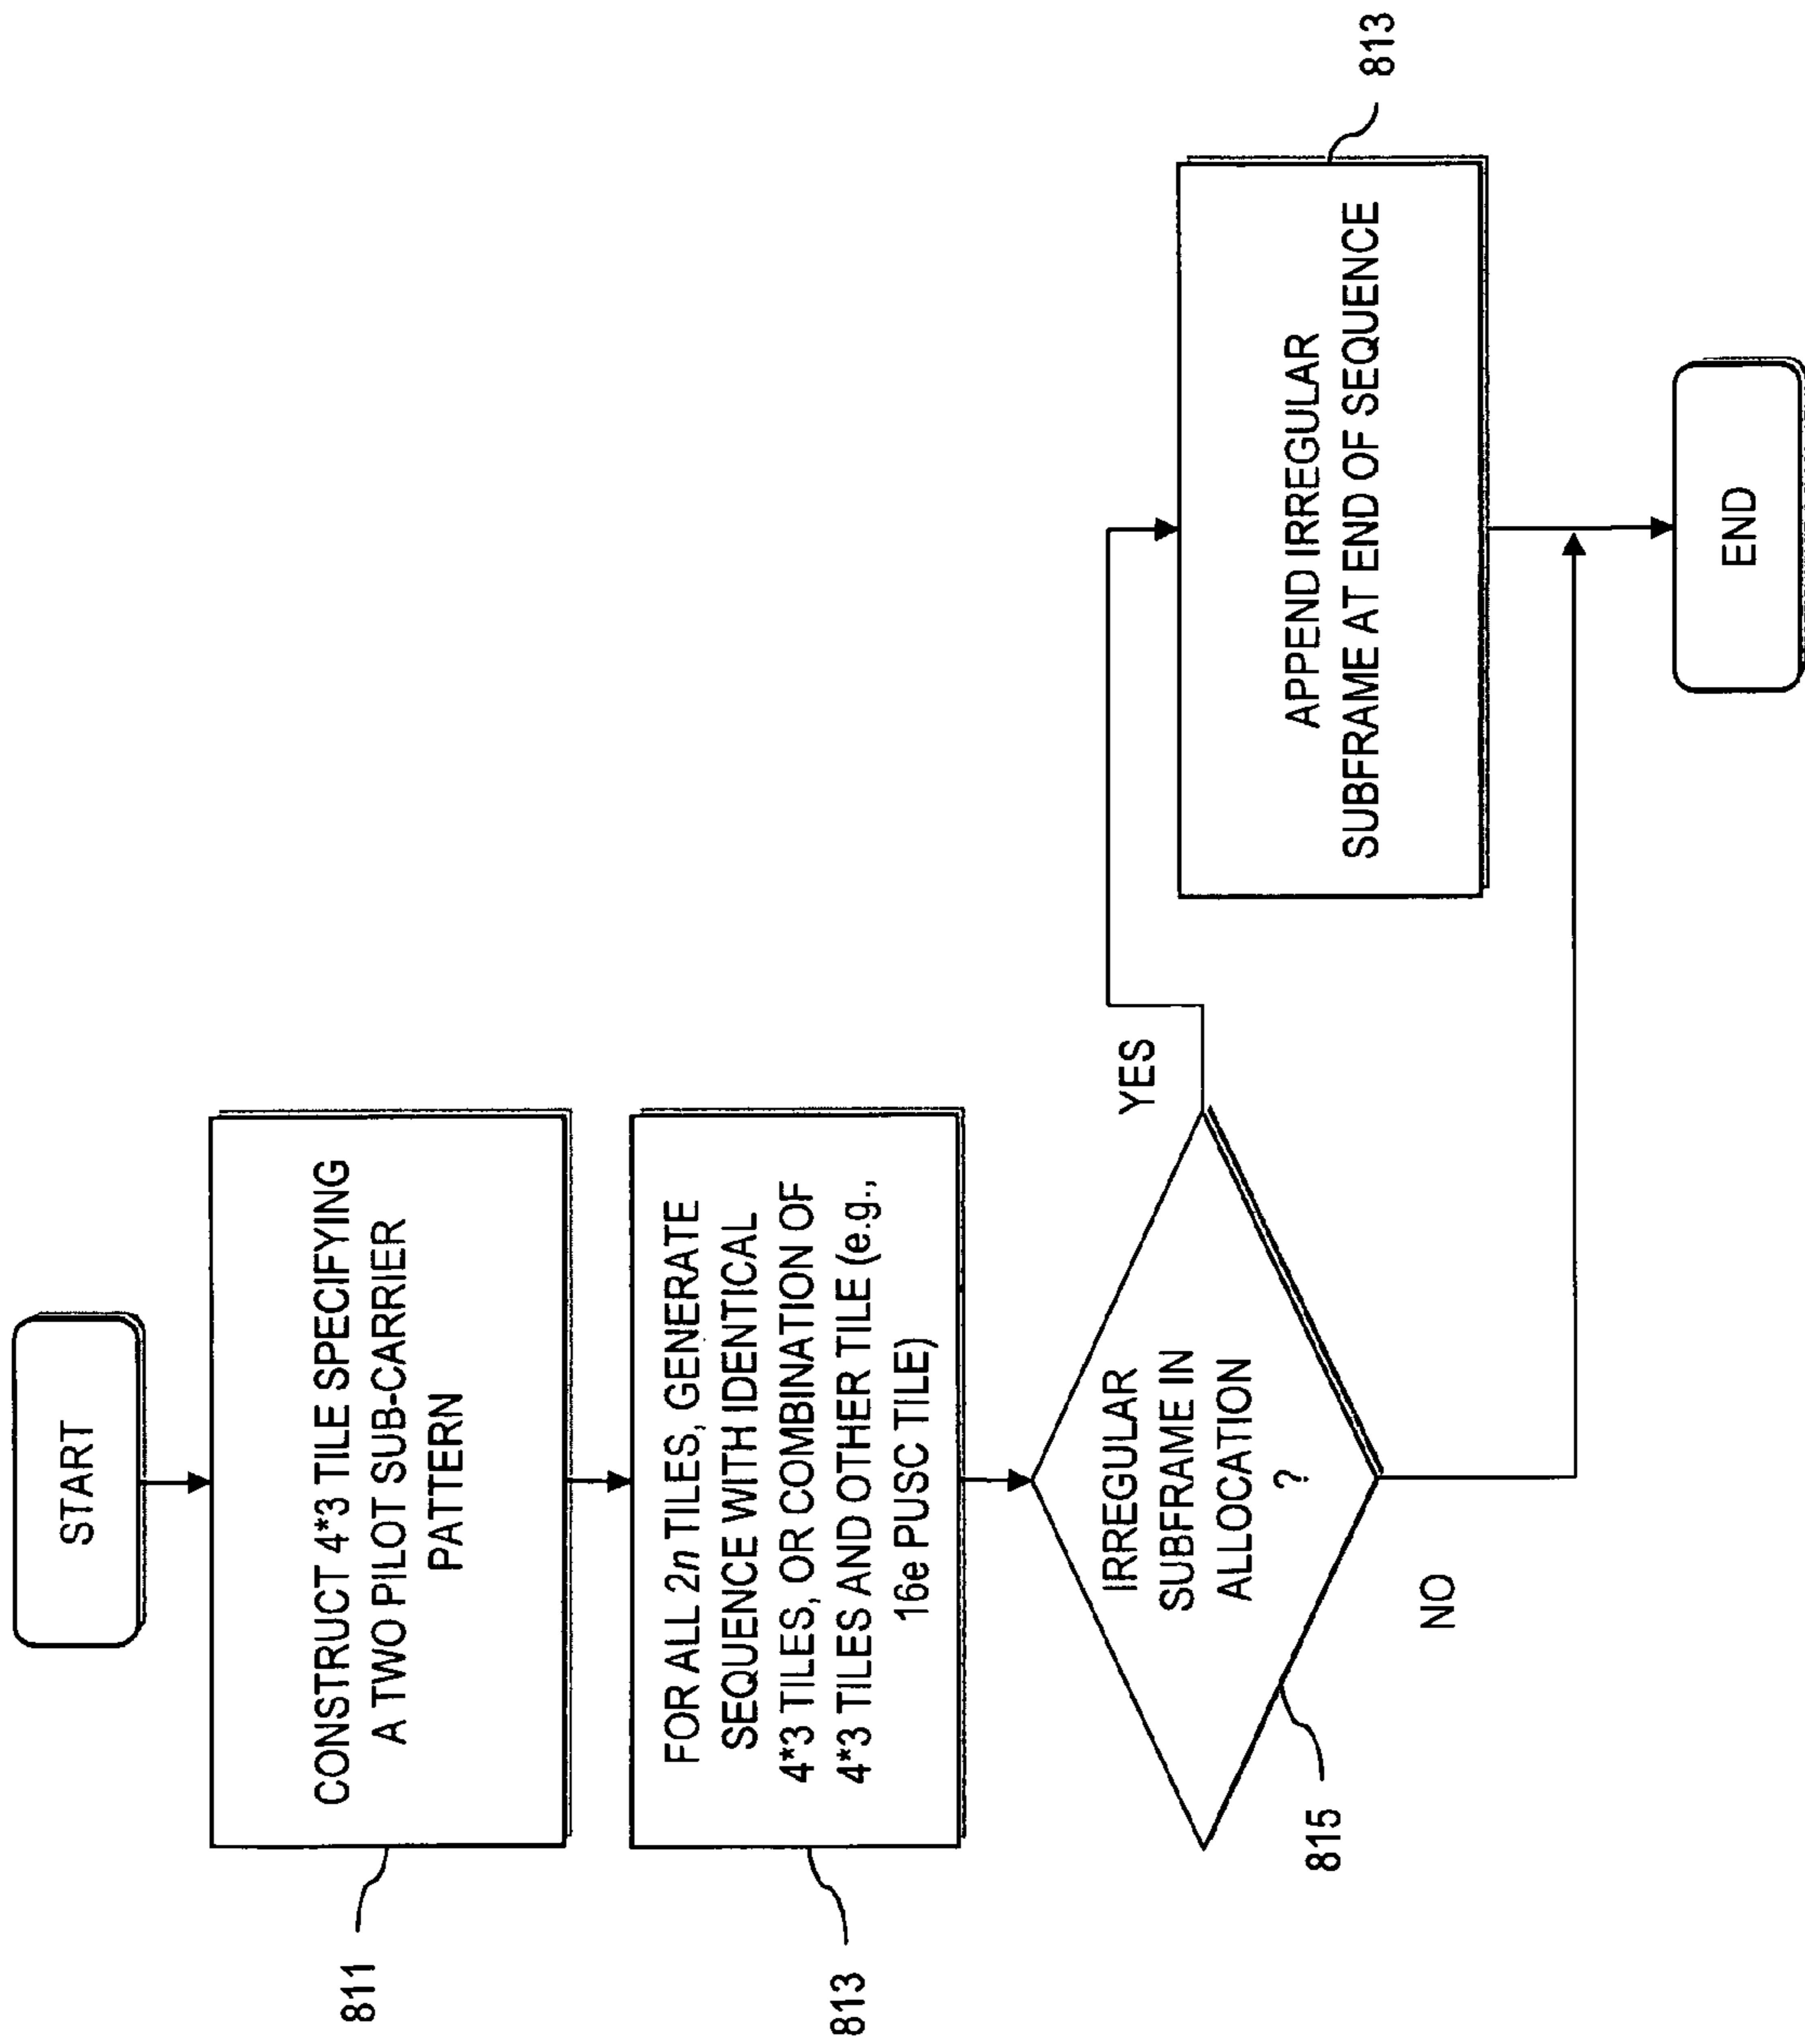 START
CONSTRUCT 4*3 TILE SPECIFYING
A TWO PILOT SUB-CARRIER
PATTERN
811
FOR ALL 2n TILES, GENERATE
SEQUENCE WITH IDENTICAL
4*3 TILES, OR COMBINATION OF
4*3 TILES AND OTHER TILE (e.g.,
16e PUSC TILE)
813
IRREGULAR
SUBFRAME IN
ALLOCATION
?
815
YES
NO
APPEND IRREGULAR
SUBFRAME AT END OF SEQUENCE
813
END